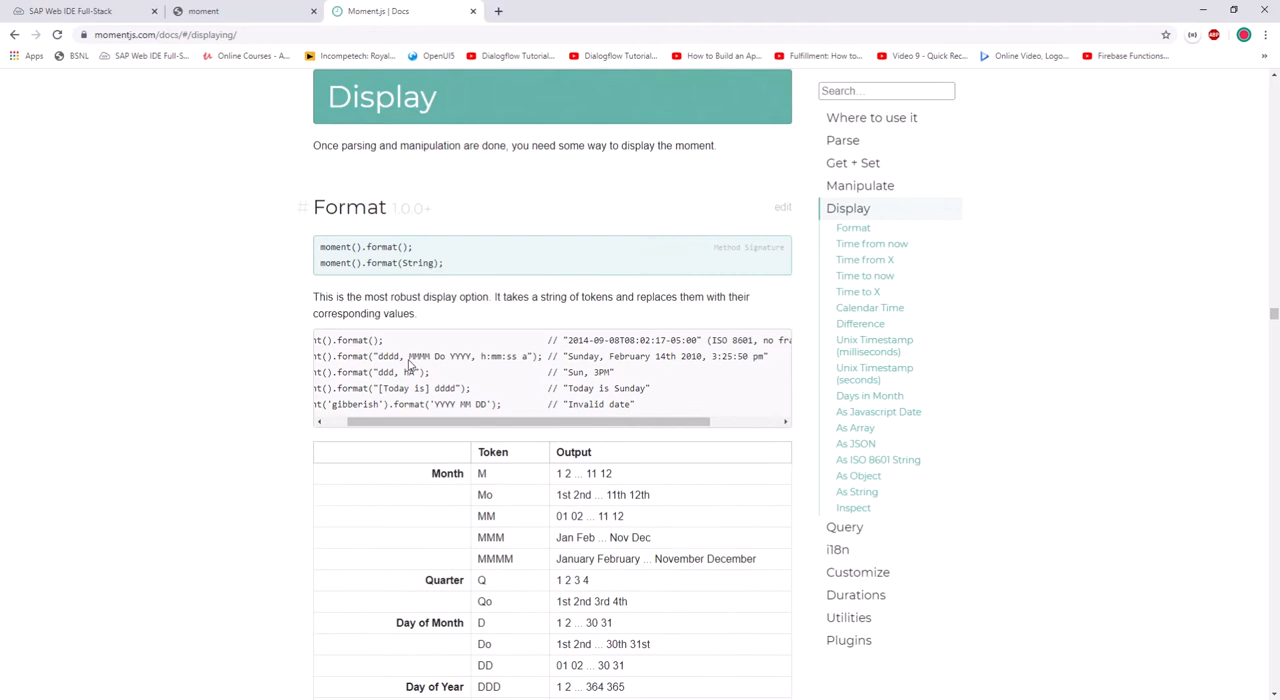 SAP Web IDE Full-Stack
moment
Moment.js | Docs
momentjs.com/docs/#/displaying/
Apps
BSNL
SAP Web IDE Full-S...
Online Courses - A...
Incompetech: Royal...
OpenUI5
Dialogflow Tutorial...
Dialogflow Tutorial...
How to Build an Ap...
Fulfillment: How to...
Video 9 - Quick Rec...
Online Video, Logo...
Firebase Functions...
»
Display
Once parsing and manipulation are done, you need some way to display the moment.
# Format 1.0.0+ edit
moment().format(); Method Signature
moment().format(String);
This is the most robust display option. It takes a string of tokens and replaces them with their
corresponding values.
nt().format(); // "2014-09-08T08:02:17-05:00" (ISO 8601, no fra
nt().format("dddd, MMMM Do YYYY, h:mm:ss a"); // "Sunday, February 14th 2010, 3:25:50 pm"
nt().format("ddd, hA"); // "Sun, 3PM"
nt().format("[Today is] dddd"); // "Today is Sunday"
nt('gibberish').format('YYYY MM DD'); // "Invalid date"
Token Output
Month M 1 2 ... 11 12
Mo 1st 2nd ... 11th 12th
MM 01 02 ... 11 12
MMM Jan Feb ... Nov Dec
MMMM January February ... November December
Quarter Q 1 2 3 4
Qo 1st 2nd 3rd 4th
Day of Month D 1 2 ... 30 31
Do 1st 2nd ... 30th 31st
DD 01 02 ... 30 31
Day of Year DDD 1 2 ... 364 365
Search...
Where to use it
Parse
Get + Set
Manipulate
Display
Format
Time from now
Time from X
Time to now
Time to X
Calendar Time
Difference
Unix Timestamp
(milliseconds)
Unix Timestamp
(seconds)
Days in Month
As Javascript Date
As Array
As JSON
As ISO 8601 String
As Object
As String
Inspect
Query
i18n
Customize
Durations
Utilities
Plugins